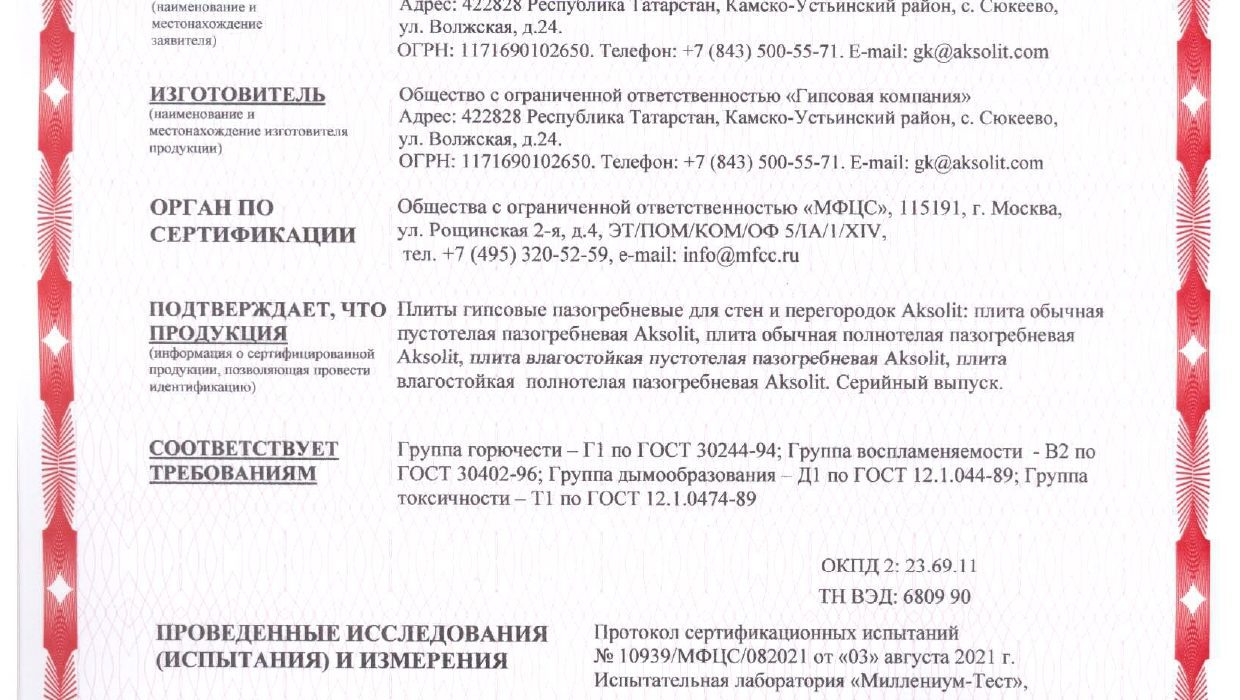 (наименование и
местонахождение
заявителя)
Адрес: 422828 Республика Татарстан, Камско-Устьинский район, с. Сюкеево,
ул. Волжская, д.24.
ОГРН: 1171690102650. Телефон: +7 (843) 500-55-71. E-mail: gk@aksolit.com
ИЗГОТОВИТЕЛЬ
(наименование и
местонахождение изготовителя
продукции)
Общество с ограниченной ответственностью «Гипсовая компания»
Адрес: 422828 Республика Татарстан, Камско-Устьинский район, с. Сюкеево,
ул. Волжская, д.24.
ОГРН: 1171690102650. Телефон: +7 (843) 500-55-71. E-mail: gk@aksolit.com
ОРГАН ПО
СЕРТИФИКАЦИИ
Общества с ограниченной ответственностью «МФЦС», 115191, г. Москва,
ул. Рощинская 2-я, д.4, ЭТ/ПОМ/КОМ/ОФ 5/IA/1/XIV,
тел. +7 (495) 320-52-59, e-mail: info@mfcc.ru
ПОДТВЕРЖДАЕТ, ЧТО
ПРОДУКЦИЯ
(информация о сертифицированной
продукции, позволяющая провести
идентификацию)
Плиты гипсовые пазогребневые для стен и перегородок Aksolit: плита обычная
пустотелая пазогребневая Aksolit, плита обычная полнотелая пазогребневая
Aksolit, плита влагостойкая пустотелая пазогребневая Aksolit, плита
влагостойкая полнотелая пазогребневая Aksolit. Серийный выпуск.
СООТВЕТСТВУЕТ
ТРЕБОВАНИЯМ
Группа горючести – Г1 по ГОСТ 30244-94; Группа воспламеняемости - В2 по
ГОСТ 30402-96; Группа дымообразования – Д1 по ГОСТ 12.1.044-89; Группа
токсичности – Т1 по ГОСТ 12.1.0474-89
ОКПД 2: 23.69.11
ТН ВЭД: 6809 90
ПРОВЕДЕННЫЕ ИССЛЕДОВАНИЯ
(ИСПЫТАНИЯ) И ИЗМЕРЕНИЯ
Протокол сертификационных испытаний
№ 10939/МФЦС/082021 от «03» августа 2021 г.
Испытательная лаборатория «Миллениум-Тест»,